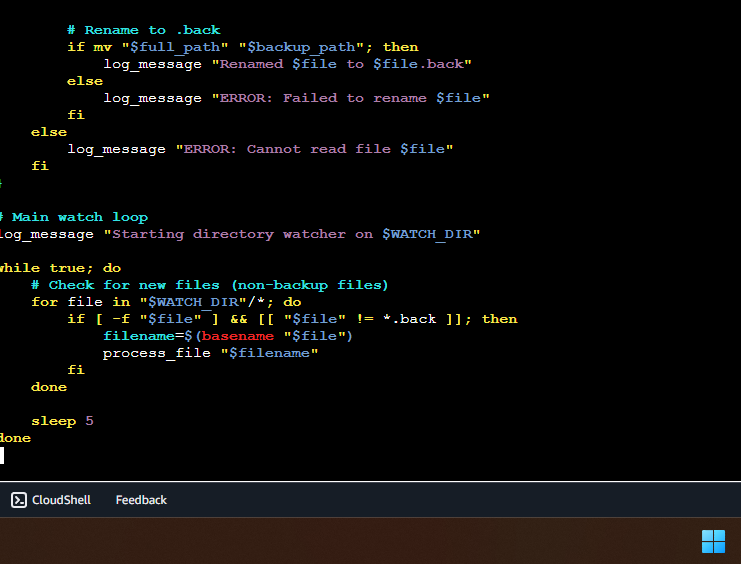 # Rename to .back
if mv "$full_path" "$backup_path"; then
log_message "Renamed $file to $file.back"
else
log_message "ERROR: Failed to rename $file"
fi
else
log_message "ERROR: Cannot read file $file"
fi
# Main watch loop
log_message "Starting directory watcher on $WATCH_DIR"
while true; do
# Check for new files (non-backup files)
for file in "$WATCH_DIR"/*; do
if [ -f "$file" ] && [[ "$file" != *.back ]]; then
filename=$(basename "$file")
process_file "$filename"
fi
done
sleep 5
done
CloudShell Feedback